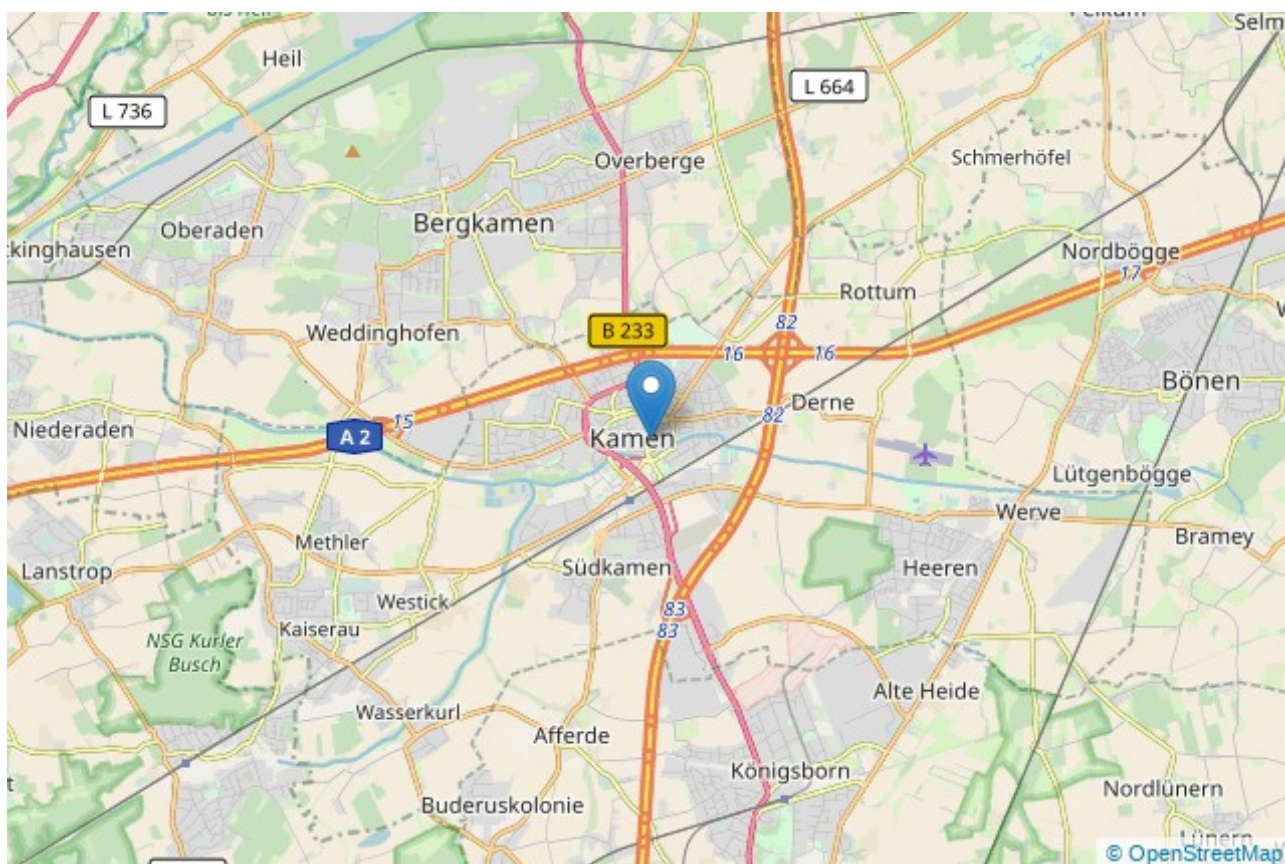 Heil
L 736
L 664
Overberge
Schmerhöfel
Bergkamen
Oberaden
Nordbögge
17
Rottum
Weddinghofen
B 233
82
16
16
Bönen
Derne
82
15
Niederaden
A 2
Kamen
Lütgenbögge
Werve
Bramey
Methler
Lanstrop
Südkamen
Heeren
Westick
83
Kaiserau
83
NSG Kurler
Busch
Alte Heide
Wasserkurl
Afferde
Königsborn
Nordlünern
Buderuskolonie
Lünern
© OpenStreetMap